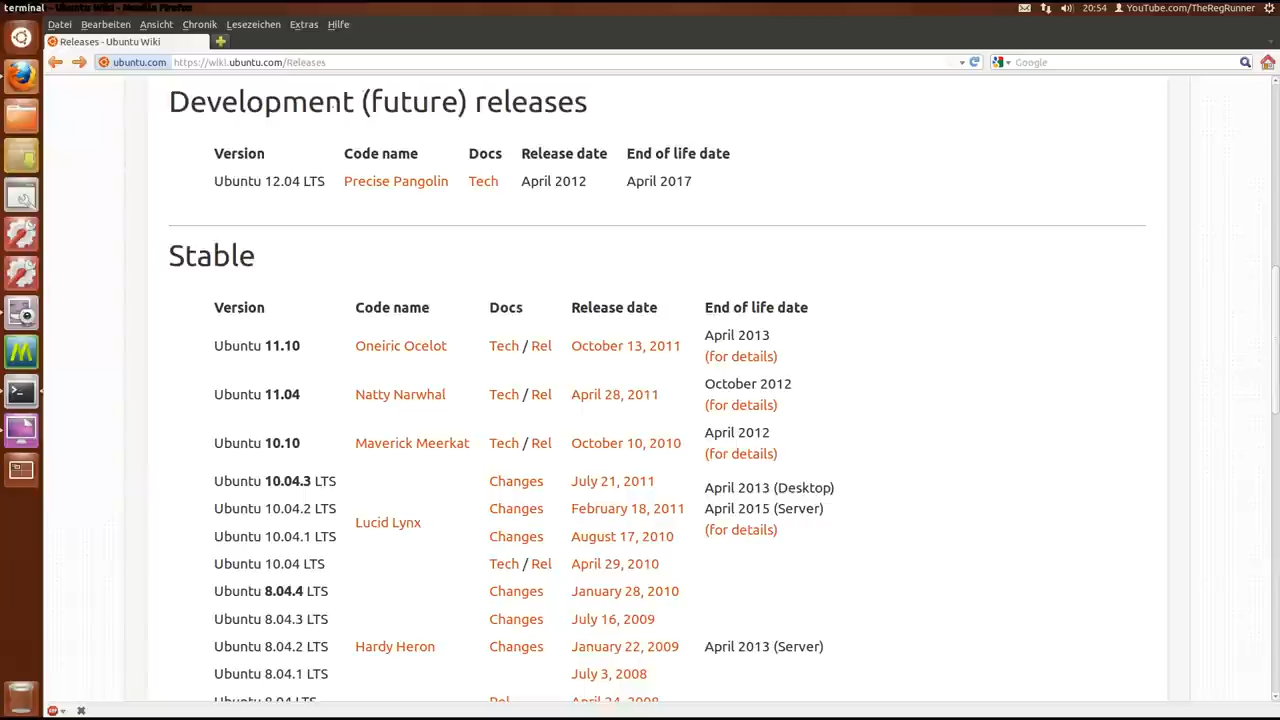 20:54 YouTube.com/TheRegRunner
Datei Bearbeiten Ansicht Chronik Lesezeichen Extras Hilfe
Releases - Ubuntu Wiki
ubuntu.com https://wiki.ubuntu.com/Releases Google
Development (future) releases
Version Code name Docs Release date End of life date
Ubuntu 12.04 LTS Precise Pangolin Tech April 2012 April 2017
Stable
Version Code name Docs Release date End of life date
Ubuntu 11.10 Oneiric Ocelot Tech / Rel October 13, 2011 April 2013 (for details)
Ubuntu 11.04 Natty Narwhal Tech / Rel April 28, 2011 October 2012 (for details)
Ubuntu 10.10 Maverick Meerkat Tech / Rel October 10, 2010 April 2012 (for details)
Ubuntu 10.04.3 LTS Changes July 21, 2011 April 2013 (Desktop)
Ubuntu 10.04.2 LTS Changes February 18, 2011 April 2015 (Server)
Lucid Lynx (for details)
Ubuntu 10.04.1 LTS Changes August 17, 2010
Ubuntu 10.04 LTS Tech / Rel April 29, 2010
Ubuntu 8.04.4 LTS Changes January 28, 2010
Ubuntu 8.04.3 LTS Changes July 16, 2009
Ubuntu 8.04.2 LTS Hardy Heron Changes January 22, 2009 April 2013 (Server)
Ubuntu 8.04.1 LTS July 3, 2008
Ubuntu 8.04 LTS Rel April 24, 2008